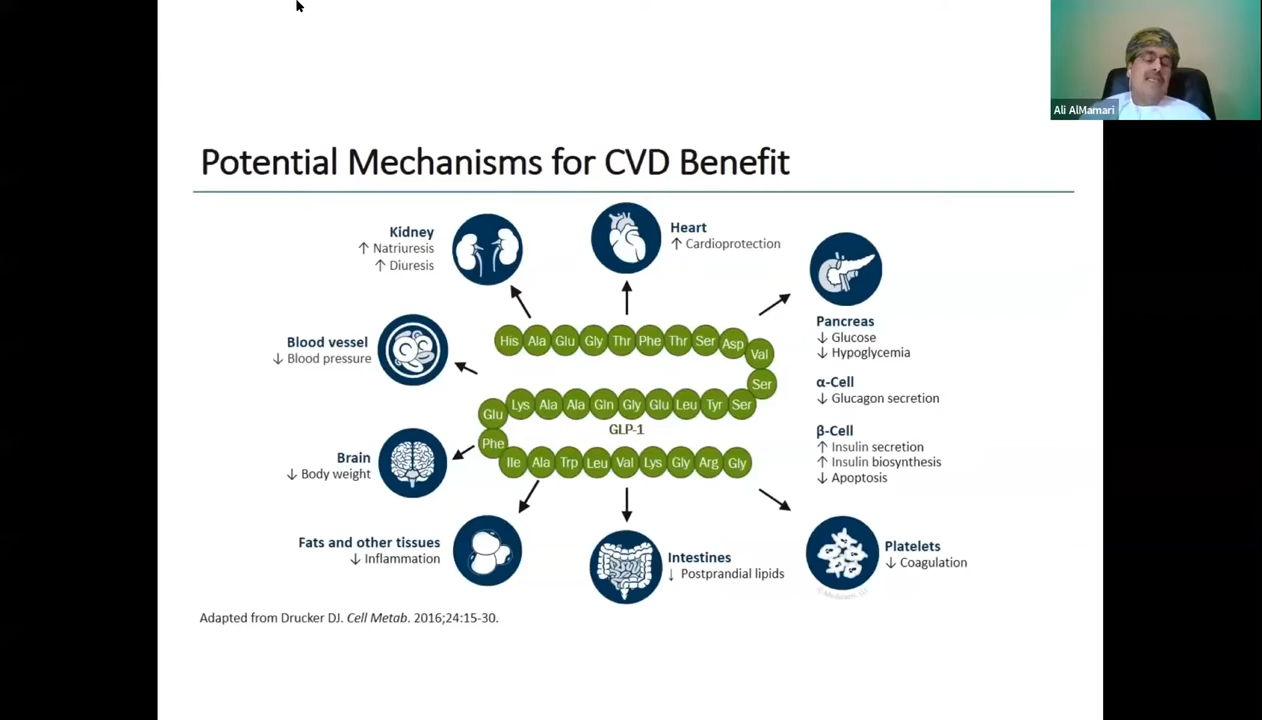 Ali AlMamari
Potential Mechanisms for CVD Benefit
Kidney
↑ Natriuresis
↑ Diuresis
Heart
↑ Cardioprotection
Blood vessel
↓ Blood pressure
Pancreas
↓ Glucose
↓ Hypoglycemia
α-Cell
↓ Glucagon secretion
β-Cell
↑ Insulin secretion
↑ Insulin biosynthesis
↓ Apoptosis
His Ala Glu Gly Thr Phe Thr Ser Asp
Val
Ser
Glu Lys Ala Ala Gln Gly Glu Leu Tyr Ser
GLP-1
Phe
Ile Ala Trp Leu Val Lys Gly Arg Gly
Brain
↓ Body weight
Fats and other tissues
↓ Inflammation
Intestines
↓ Postprandial lipids
Platelets
↓ Coagulation
Adapted from Drucker DJ. Cell Metab. 2016;24:15-30.